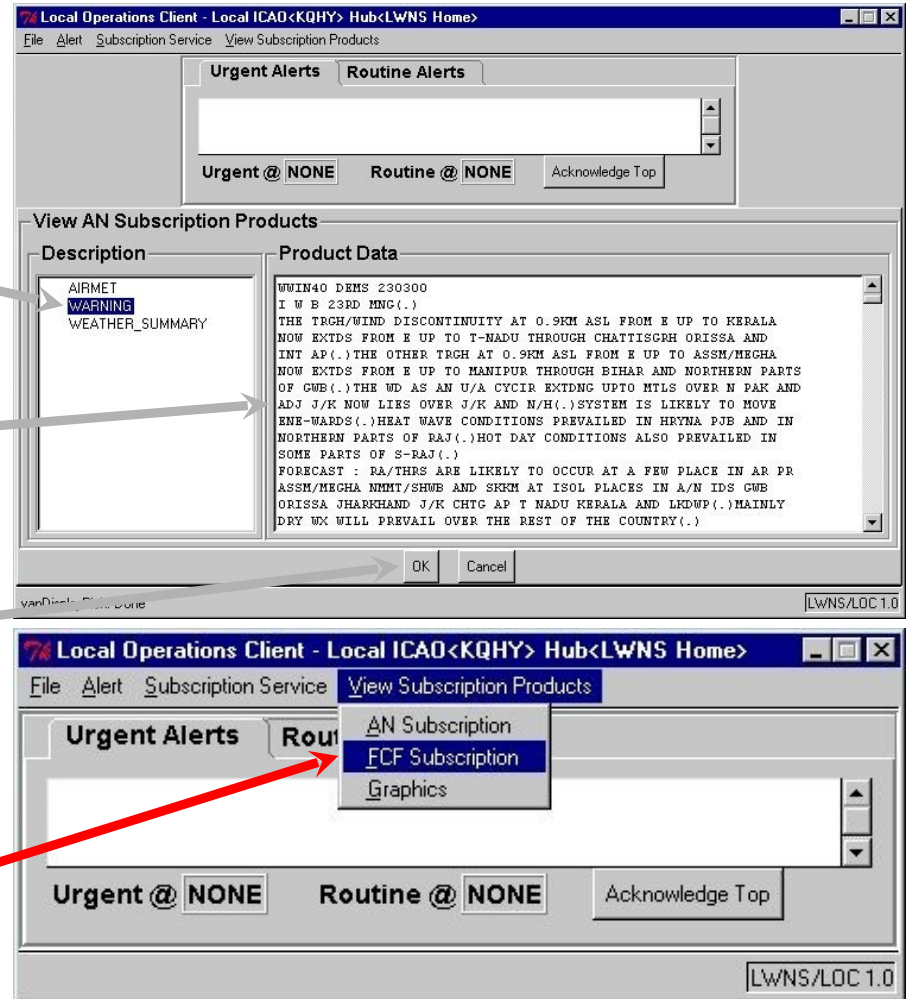 Local Operations Client - Local ICAO<KQHY> Hub<LWNS Home>
File Alert Subscription Service View Subscription Products
Urgent Alerts Routine Alerts
Urgent @ NONE Routine @ NONE Acknowledge Top
View AN Subscription Products
Description Product Data
AIRMET
WARNING
WEATHER_SUMMARY
WWIN40 DEMS 230300
I W B 23RD MNG(.)
THE TRGH/WIND DISCONTINUITY AT 0.9KM ASL FROM E UP TO KERALA
NOW EXTDS FROM E UP TO T-NADU THROUGH CHATTISGRH ORISSA AND
INT AP(.)THE OTHER TRGH AT 0.9KM ASL FROM E UP TO ASSM/MEGHA
NOW EXTDS FROM E UP TO MANIPUR THROUGH BIHAR AND NORTHERN PARTS
OF GWB(.)THE WD AS AN U/A CYCIR EXTDNG UPTO MTLS OVER N PAK AND
ADJ J/K NOW LIES OVER J/K AND N/H(.)SYSTEM IS LIKELY TO MOVE
ENE-WARDS(.)HEAT WAVE CONDITIONS PREVAILED IN HRYNA PJB AND IN
NORTHERN PARTS OF RAJ(.)HOT DAY CONDITIONS ALSO PREVAILED IN
SOME PARTS OF S-RAJ(.)
FORECAST : RA/THRS ARE LIKELY TO OCCUR AT A FEW PLACE IN AR PR
ASSM/MEGHA NMMT/SHWB AND SKKM AT ISOL PLACES IN A/N IDS GWB
ORISSA JHARKHAND J/K CHTG AP T NADU KERALA AND LKDWP(.)MAINLY
DRY WX WILL PREVAIL OVER THE REST OF THE COUNTRY(.)
OK Cancel
LWNS/LOC 1.0
Local Operations Client - Local ICAO<KQHY> Hub<LWNS Home>
File Alert Subscription Service View Subscription Products
Urgent Alerts
AN Subscription
FCF Subscription
Graphics
Urgent @ NONE Routine @ NONE Acknowledge Top
LWNS/LOC 1.0